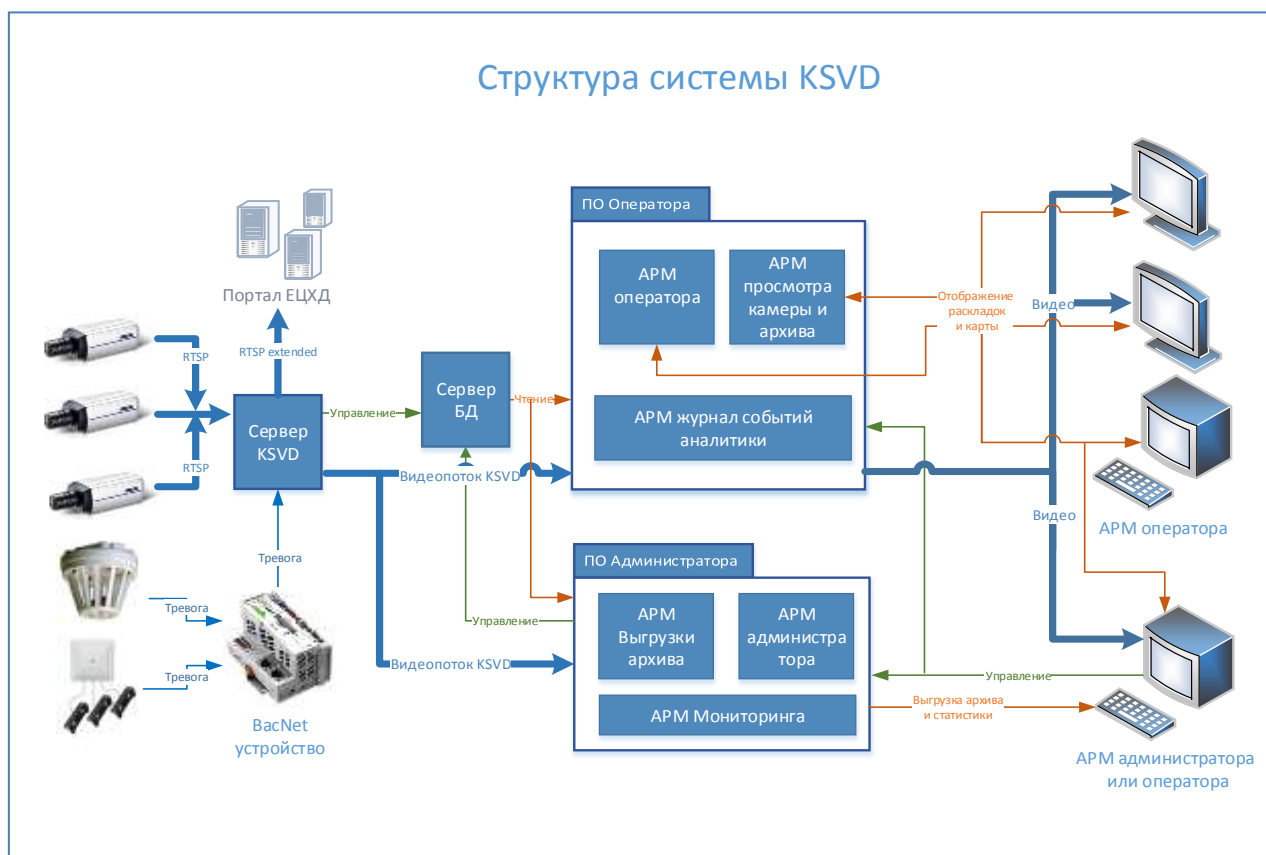 Структура системы KSVD
ПО Оператора
АРМ
оператора
АРМ
просмотра
камеры и
архива
АРМ журнал событий
аналитики
Портал ЕЦХД
RTSP extended
RTSP
RTSP
Сервер
KSVD
Управление
Сервер
БД
Чтение
Видеопоток KSVD
Отображение
раскладок
и карты
Видео
Видео
АРМ оператора
Тревога
Тревога
Тревога
BacNet
устройство
ПО Администратора
АРМ
Выгрузки
архива
АРМ
администра
тора
АРМ Мониторинга
Управление
Видеопоток KSVD
Управление
Выгрузка архива
и статистики
АРМ администратора
или оператора